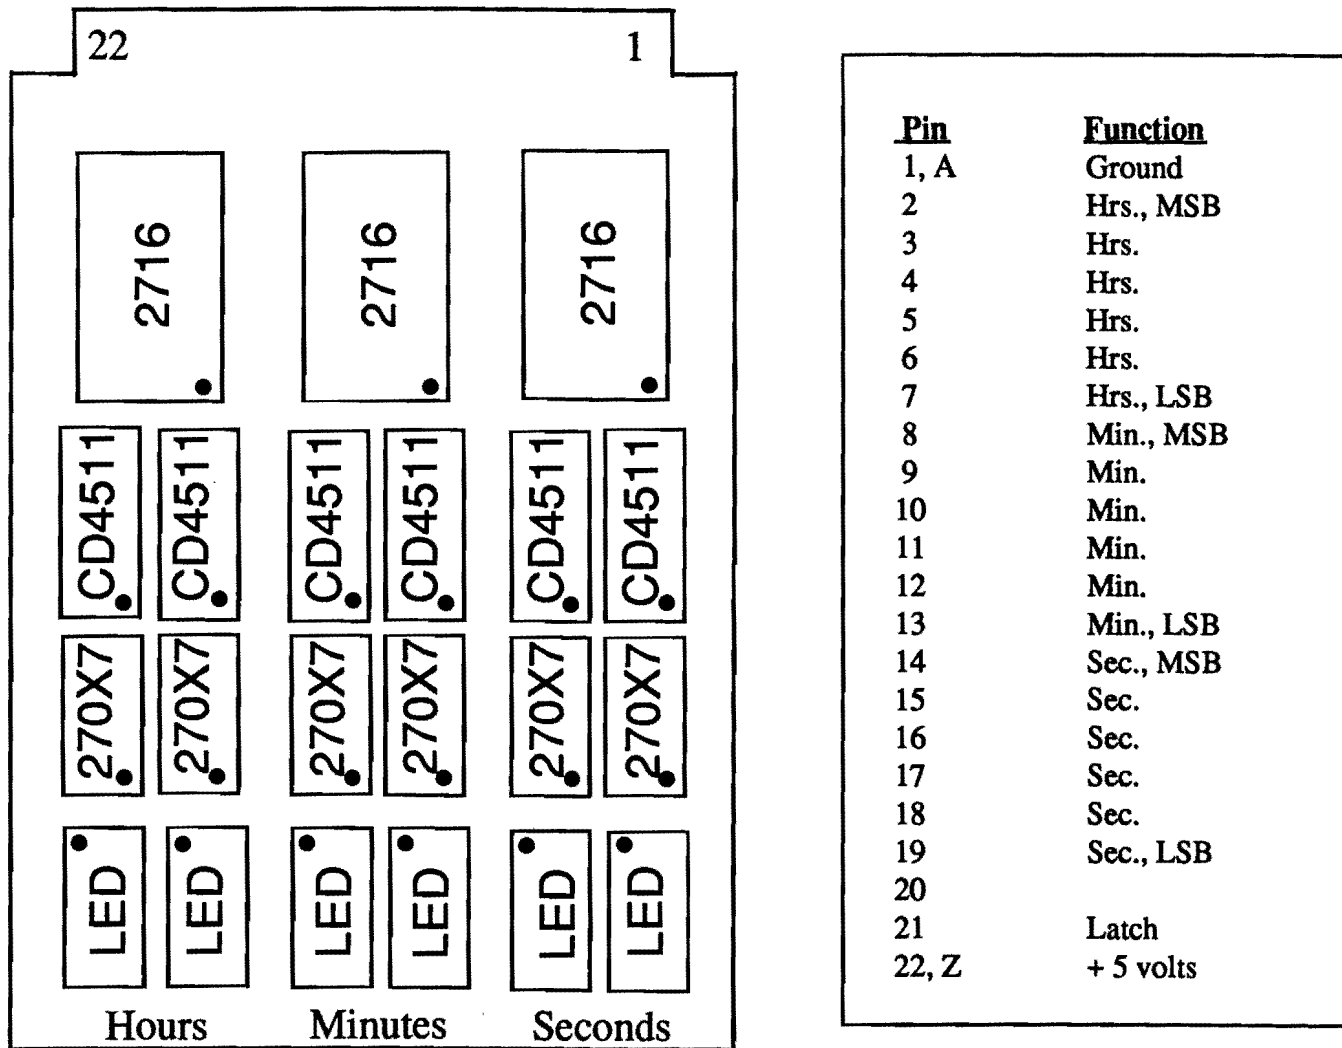 22 1
2716 2716 2716
CD4511 CD4511 CD4511 CD4511 CD4511 CD4511
270X7 270X7 270X7 270X7 270X7 270X7
LED LED LED LED LED LED
Hours Minutes Seconds
Pin Function
1, A Ground
2 Hrs., MSB
3 Hrs.
4 Hrs.
5 Hrs.
6 Hrs.
7 Hrs., LSB
8 Min., MSB
9 Min.
10 Min.
11 Min.
12 Min.
13 Min., LSB
14 Sec., MSB
15 Sec.
16 Sec.
17 Sec.
18 Sec.
19 Sec., LSB
20
21 Latch
22, Z + 5 volts